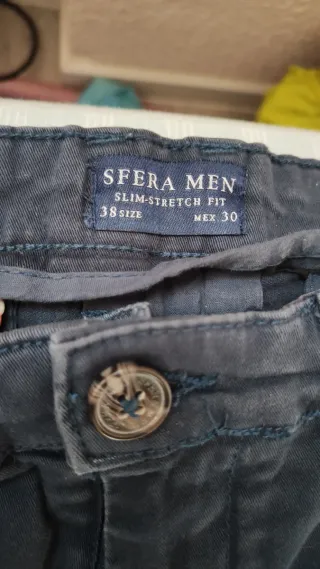 SFERA MEN
SLIM-STRETCH FIT
38 SIZE MEX 30